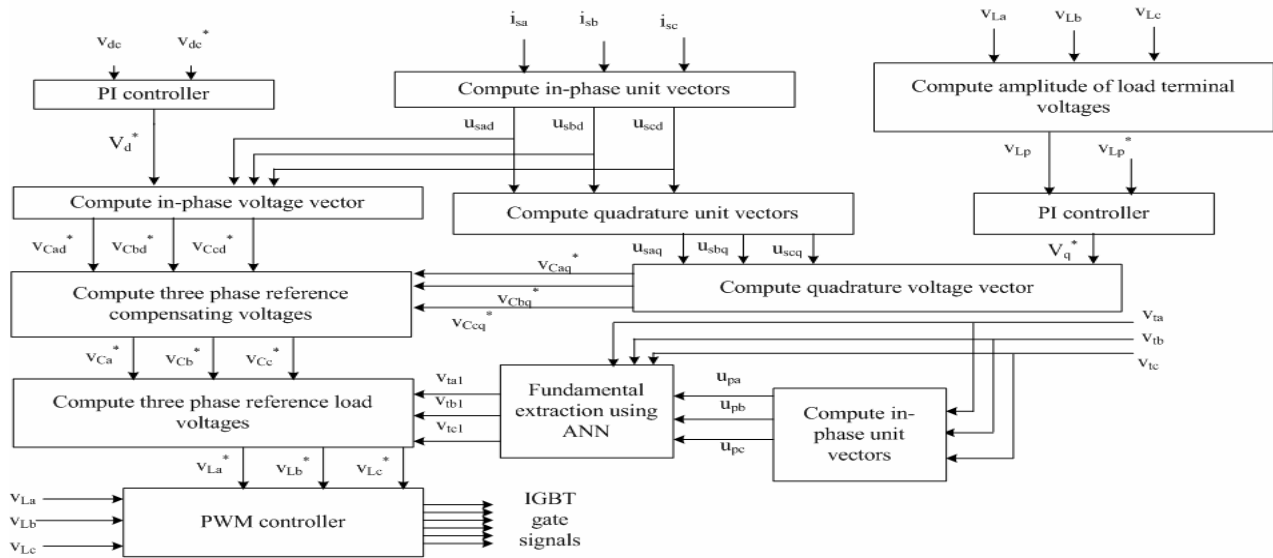 v_dc v_dc*
i_sa i_sb i_sc
v_La v_Lb v_Lc
PI controller
Compute in-phase unit vectors
Compute amplitude of load terminal
voltages
V_d*
u_sad u_sbd u_scd
v_Lp v_Lp*
Compute in-phase voltage vector
Compute quadrature unit vectors
PI controller
v_Cad* v_Cbd* v_Ccd*
u_saq u_sbq u_scq
V_q*
Compute three phase reference
compensating voltages
v_Caq*
v_Cbq*
v_Ccq*
Compute quadrature voltage vector
v_ta
v_tb
v_tc
v_Ca* v_Cb* v_Cc*
Compute three phase reference load
voltages
v_ta1
v_tb1
v_tc1
Fundamental
extraction using
ANN
u_pa
u_pb
u_pc
Compute in-
phase unit
vectors
v_La* v_Lb* v_Lc*
v_La
v_Lb
v_Lc
PWM controller
IGBT
gate
signals